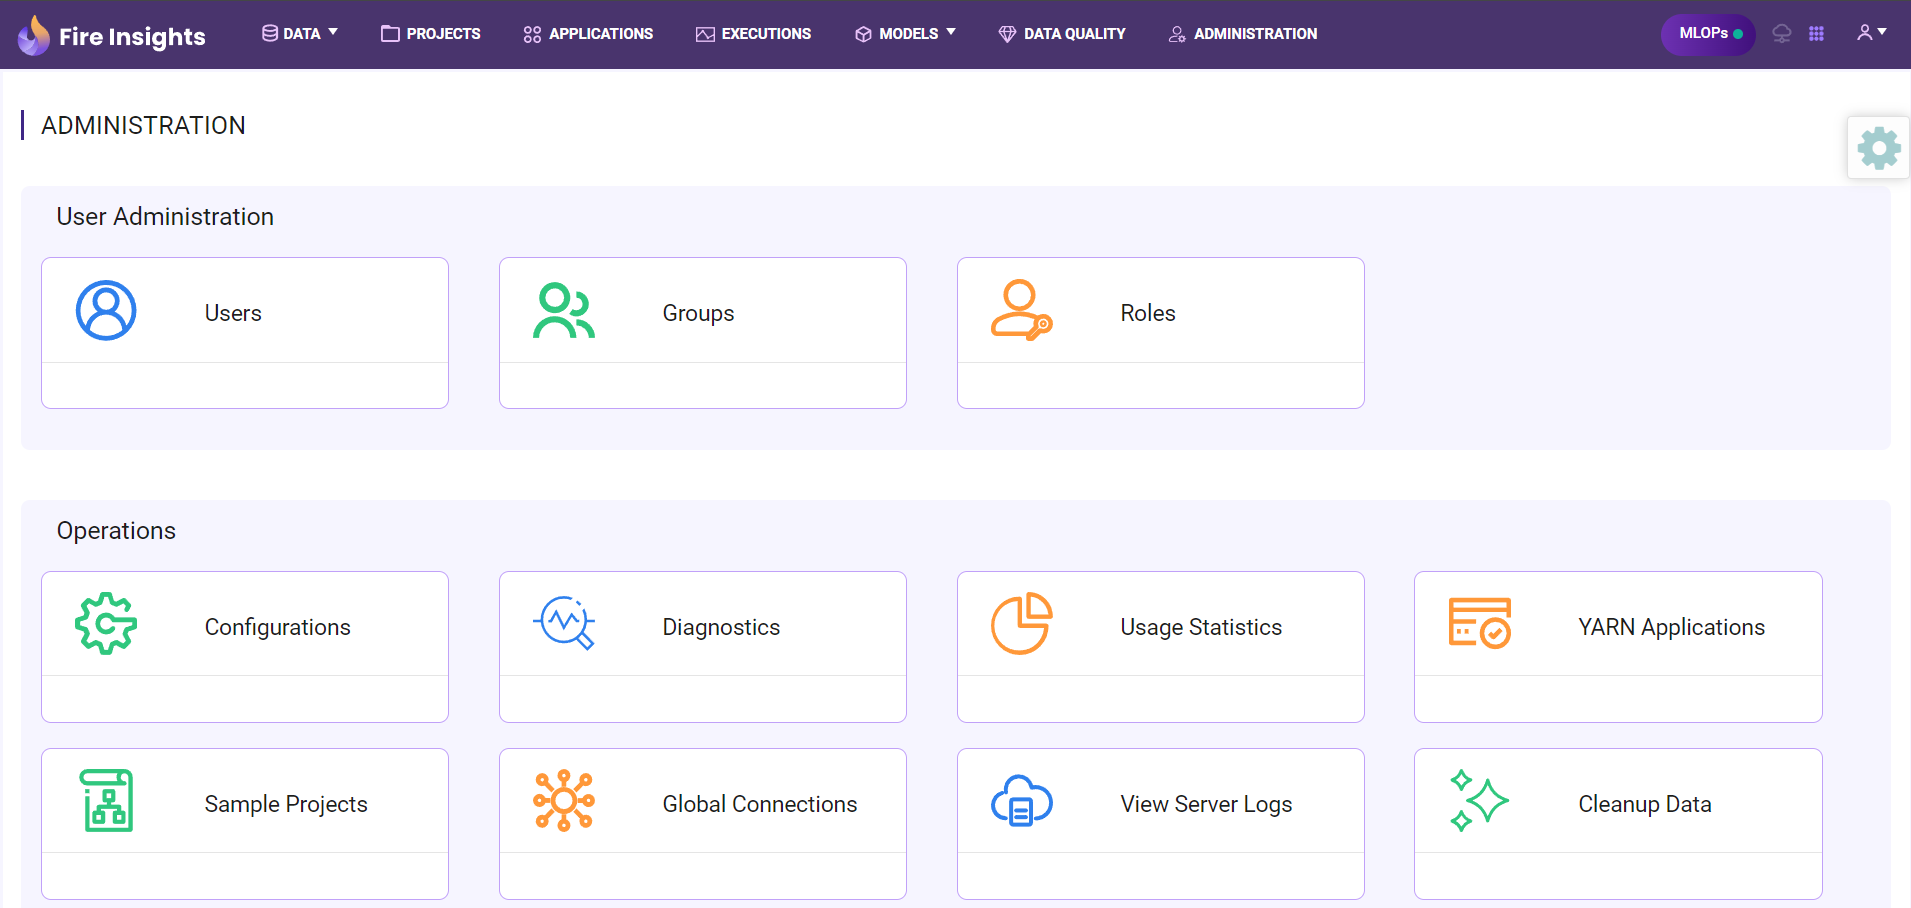 Fire Insights DATA PROJECTS APPLICATIONS EXECUTIONS MODELS DATA QUALITY ADMINISTRATION MLOPs
ADMINISTRATION
User Administration
Users Groups Roles
Operations
Configurations Diagnostics Usage Statistics YARN Applications
Sample Projects Global Connections View Server Logs Cleanup Data